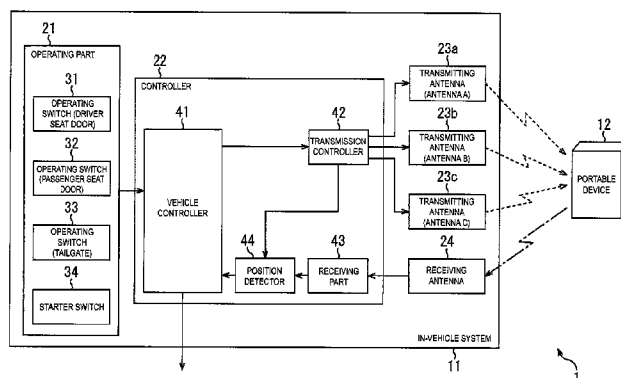 21
OPERATING PART
31
OPERATING
SWITCH (DRIVER
SEAT DOOR)
32
OPERATING SWITCH
(PASSENGER SEAT
DOOR)
33
OPERATING
SWITCH
(TAILGATE)
34
STARTER SWITCH
22
CONTROLLER
41
VEHICLE
CONTROLLER
42
TRANSMISSION
CONTROLLER
44
POSITION
DETECTOR
43
RECEIVING
PART
23a
TRANSMITTING
ANTENNA
(ANTENNA A)
23b
TRANSMITTING
ANTENNA
(ANTENNA B)
23c
TRANSMITTING
ANTENNA
(ANTENNA C)
24
RECEIVING
ANTENNA
12
PORTABLE
DEVICE
IN-VEHICLE SYSTEM
11
1